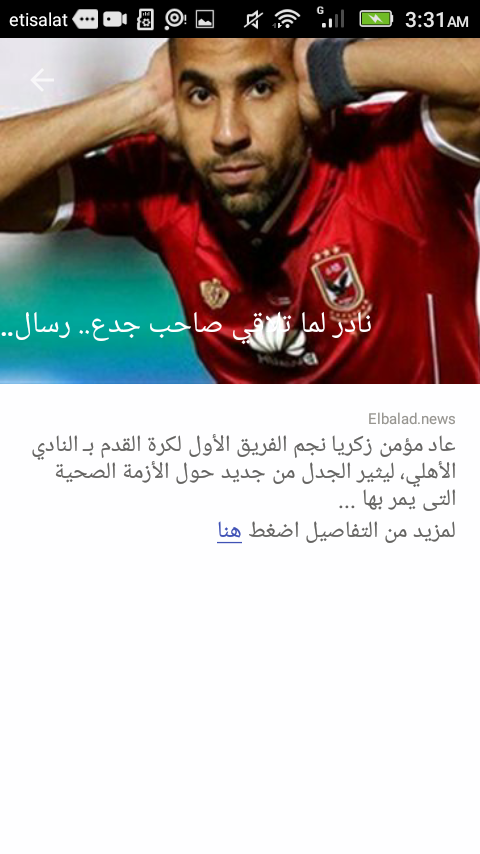 etisalat
3:31AM
G
نادر لما تلاقي صاحب جدع.. رسال..
Elbalad.news
عاد مؤمن زكريا نجم الفريق الأول لكرة القدم بـ النادي
الأهلي، ليثير الجدل من جديد حول الأزمة الصحية
التى يمر بها ...
لمزيد من التفاصيل اضغط هنا